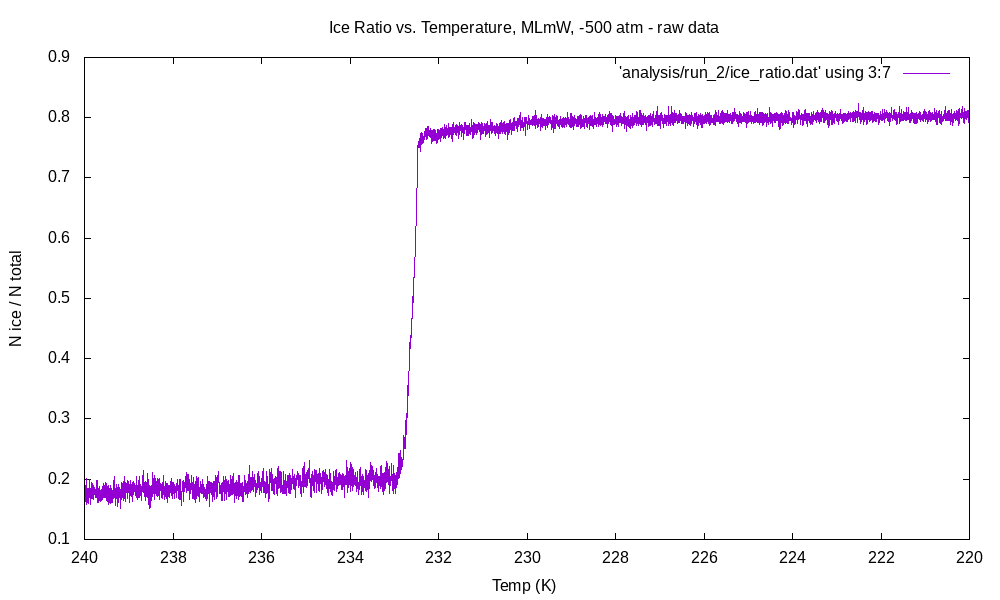 Ice Ratio vs. Temperature, MLmW, -500 atm - raw data
'analysis/run_2/ice_ratio.dat' using 3:7
N ice / N total
0.9
0.8
0.7
0.6
0.5
0.4
0.3
0.2
0.1
240 238 236 234 232 230 228 226 224 222 220
Temp (K)